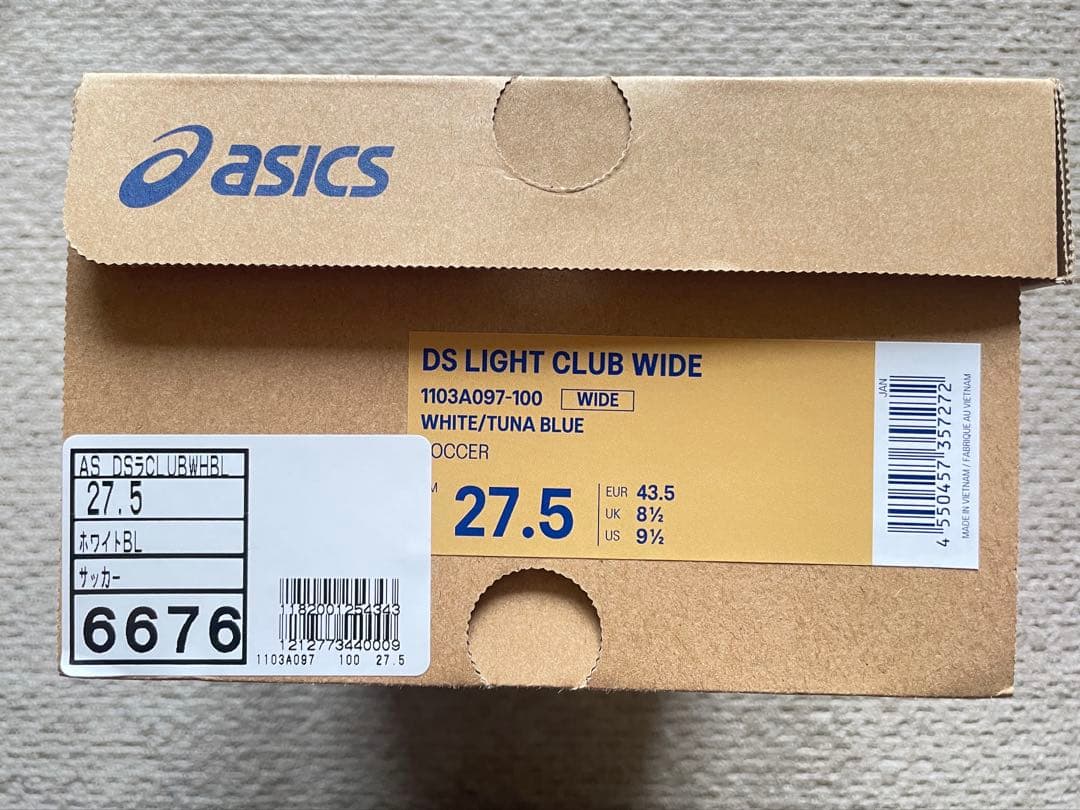 asics
DS LIGHT CLUB WIDE
1103A097-100 WIDE
WHITE/TUNA BLUE
OCCER
27.5
EUR 43.5
UK 8½
US 9½
JAN
4 550457 357272
MADE IN VIETNAM / FABRIQUE AU VIETNAM
AS DSラCLUBWHBL
27.5
ホワイトBL
サッカー
6676
1182001254343
1212773440009
1103A097 100 27.5